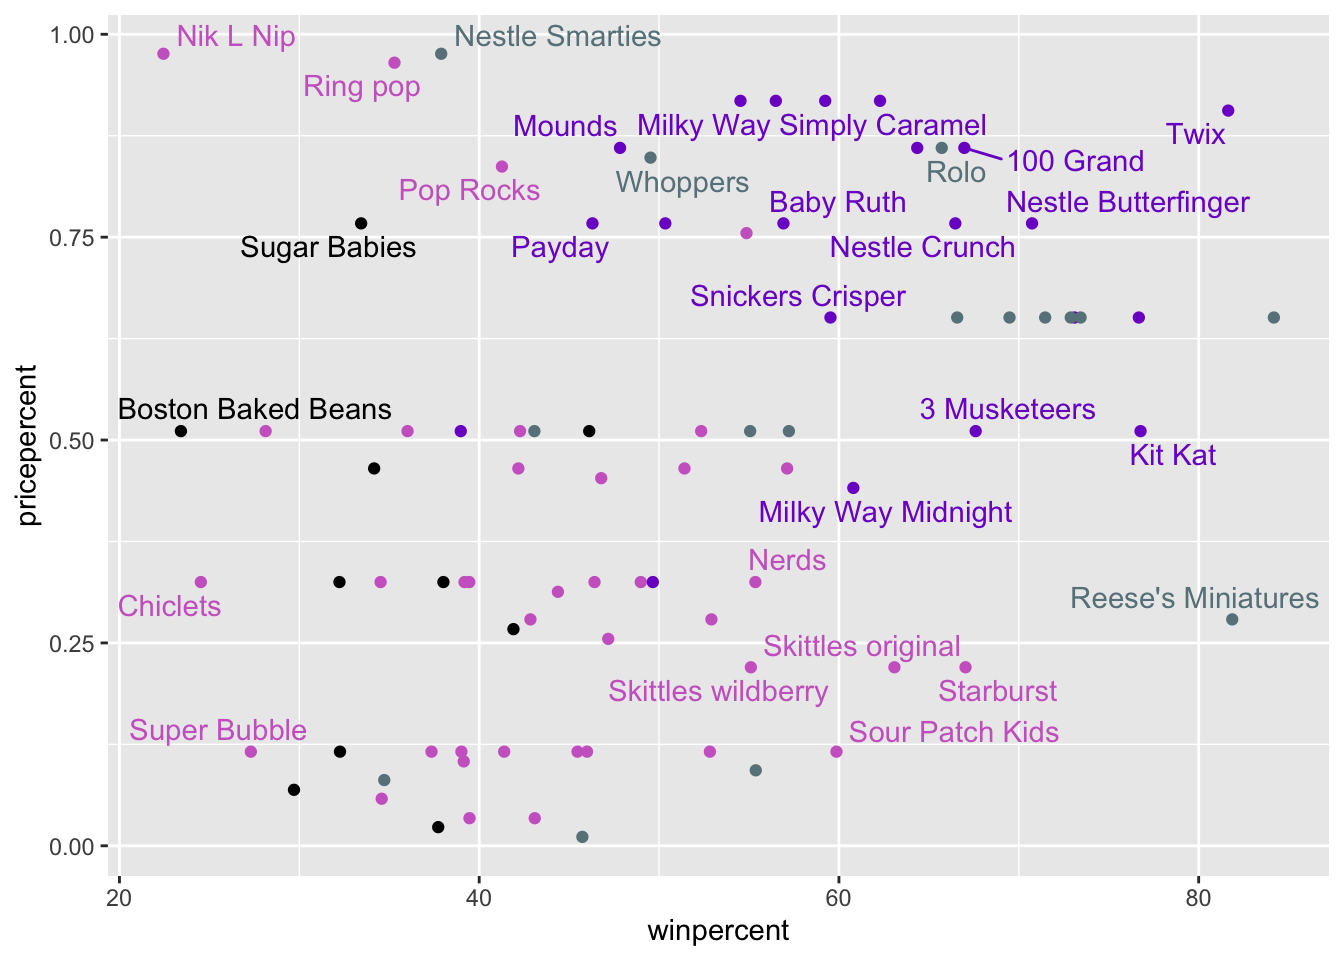 1.00
Nik L Nip
Nestle Smarties
Ring pop
Mounds
Milky Way Simply Caramel
Twix
100 Grand
Rolo
Whoppers
Pop Rocks
Baby Ruth
Nestle Butterfinger
0.75
Sugar Babies
Payday
Nestle Crunch
Snickers Crisper
Boston Baked Beans
3 Musketeers
0.50
Kit Kat
pricepercent
Milky Way Midnight
Nerds
Chiclets
Reese's Miniatures
0.25
Skittles original
Skittles wildberry
Starburst
Super Bubble
Sour Patch Kids
0.00
20
40
60
80
winpercent